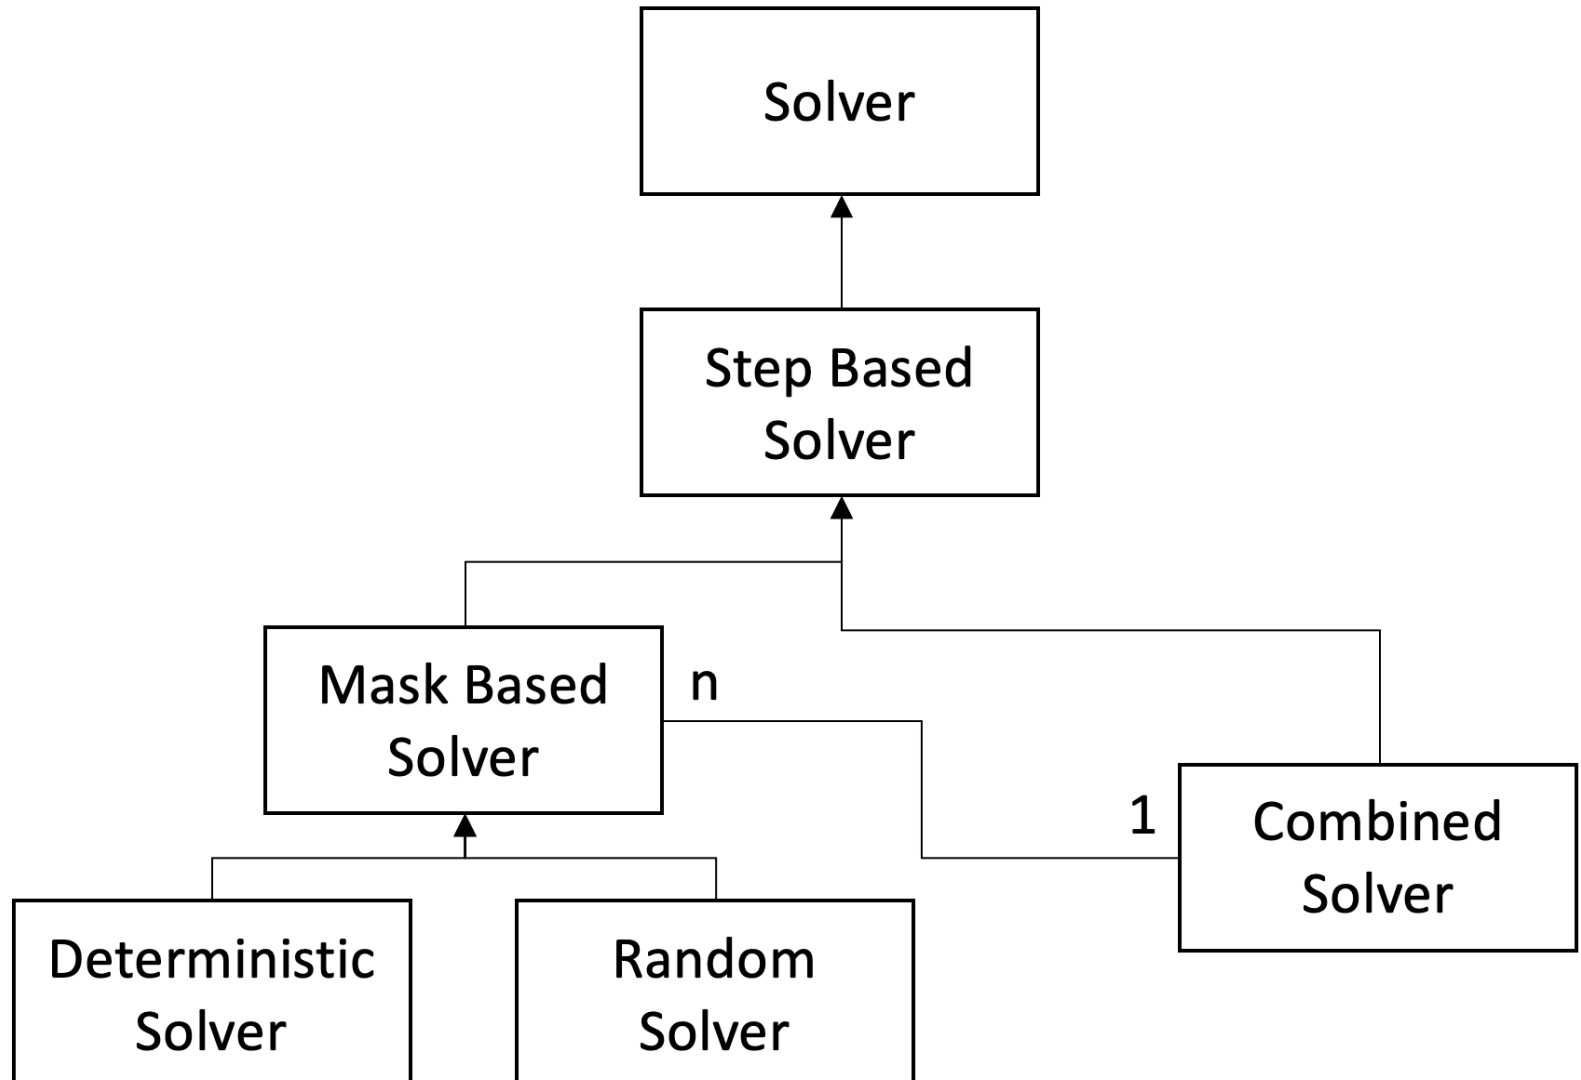 Solver
Step Based
Solver
Mask Based
Solver
n
1
Combined
Solver
Deterministic
Solver
Random
Solver